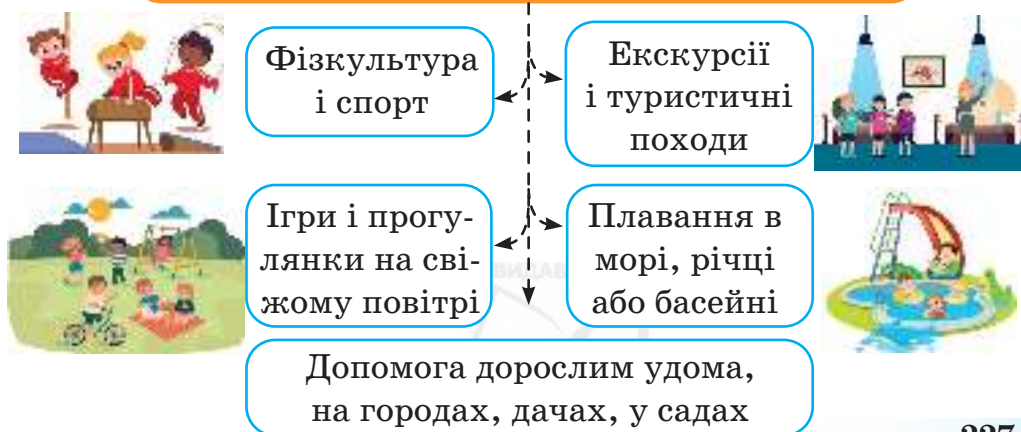 Фізкультура
і спорт
Екскурсії
і туристичні
походи
Ігри і прогу-
лянки на сві-
жому повітрі
Плавання в
морі, річці
або басейні
ВИДАВ
Допомога дорослим удома,
на городах, дачах, у садах